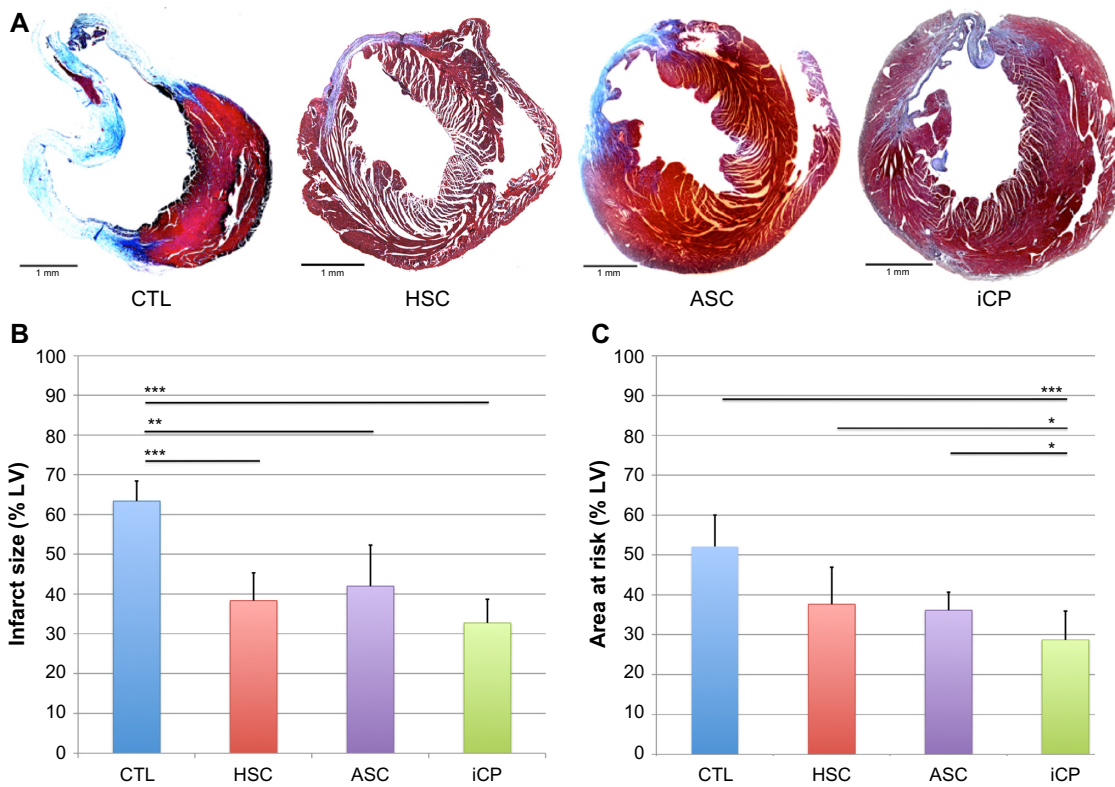 A
1 mm
1 mm
1 mm
1 mm
CTL
HSC
ASC
iCP
B
Infarct size (% LV)
100
90
80
70
60
50
40
30
20
10
0
***
**
***
CTL
HSC
ASC
iCP
C
Area at risk (% LV)
100
90
80
70
60
50
40
30
20
10
0
***
*
*
CTL
HSC
ASC
iCP